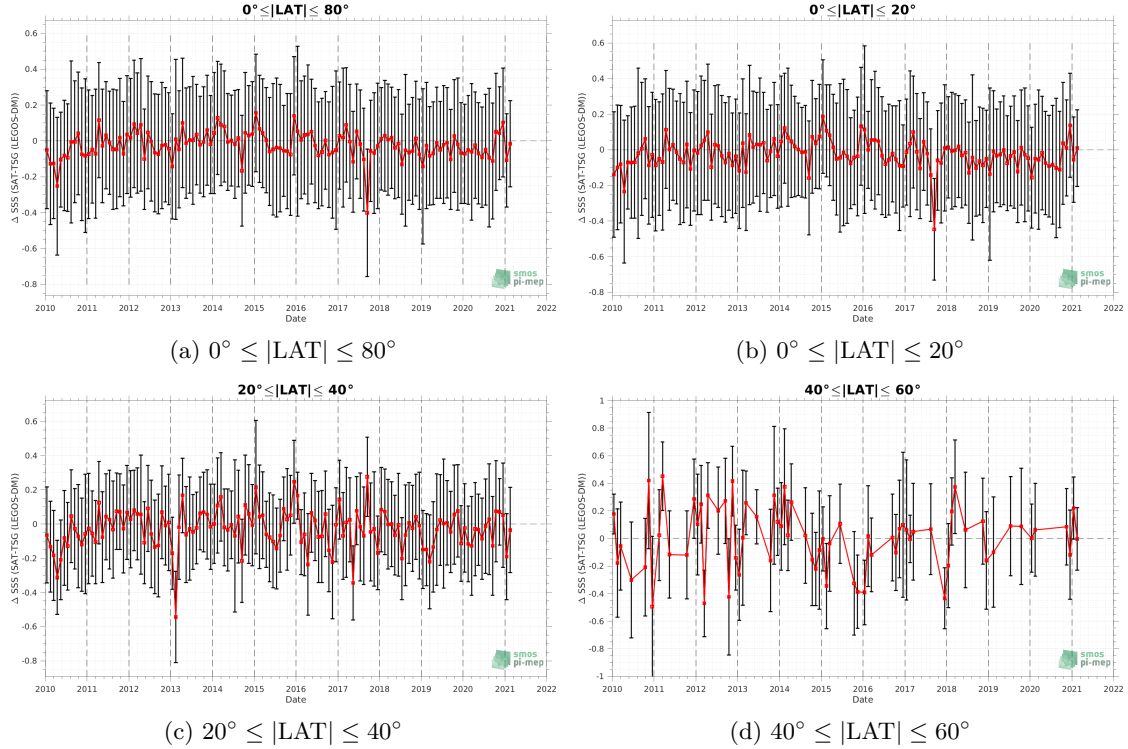 0°≤|LAT|≤ 80°
Δ SSS (SAT-TSG (LEGOS-DM))
0.6
0.4
0.2
0
-0.2
-0.4
-0.6
-0.8
2010 2011 2012 2013 2014 2015 2016 2017 2018 2019 2020 2021 2022
Date
smos
pi-mep
(a) 0° ≤ |LAT| ≤ 80°
0°≤|LAT|≤ 20°
Δ SSS (SAT-TSG (LEGOS-DM))
0.6
0.4
0.2
0
-0.2
-0.4
-0.6
-0.8
2010 2011 2012 2013 2014 2015 2016 2017 2018 2019 2020 2021 2022
Date
smos
pi-mep
(b) 0° ≤ |LAT| ≤ 20°
20°≤|LAT|≤ 40°
Δ SSS (SAT-TSG (LEGOS-DM))
0.6
0.4
0.2
0
-0.2
-0.4
-0.6
-0.8
2010 2011 2012 2013 2014 2015 2016 2017 2018 2019 2020 2021 2022
Date
smos
pi-mep
(c) 20° ≤ |LAT| ≤ 40°
40°≤|LAT|≤ 60°
Δ SSS (SAT-TSG (LEGOS-DM))
1
0.8
0.6
0.4
0.2
0
-0.2
-0.4
-0.6
-0.8
-1
2010 2011 2012 2013 2014 2015 2016 2017 2018 2019 2020 2021 2022
Date
smos
pi-mep
(d) 40° ≤ |LAT| ≤ 60°